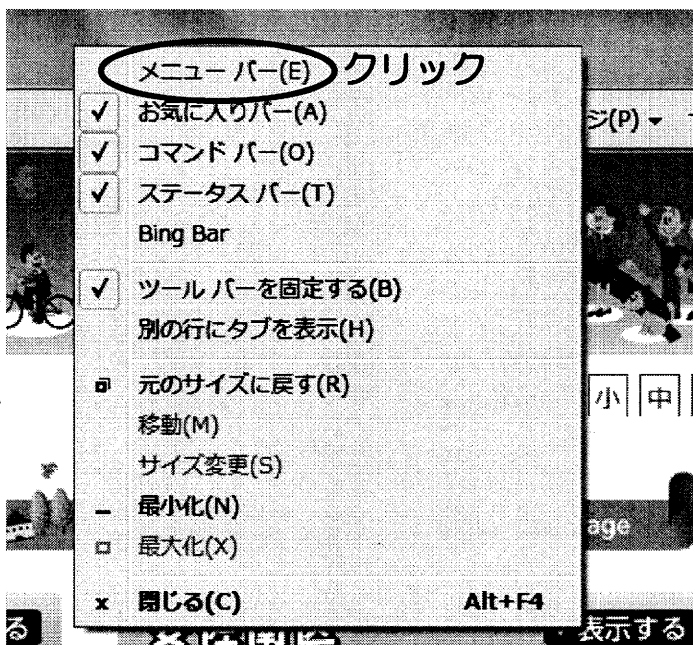 メニュー バー(E) クリック
お気に入りバー(A)
ジ(P)
コマンド バー(O)
ステータス バー(T)
Bing Bar
ツール バーを固定する(B)
別の行にタブを表示(H)
元のサイズに戻す(R)
小 中
移動(M)
サイズ変更(S)
最小化(N)
age
最大化(X)
閉じる(C) Alt+F4
る
表示する